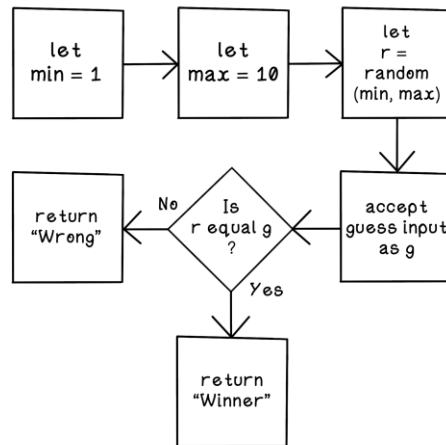 let
min = 1
let
max = 10
let
r =
random
(min, max)
accept
guess input
as g
Is
r equal g
?
No
return
“Wrong”
Yes
return
“Winner”